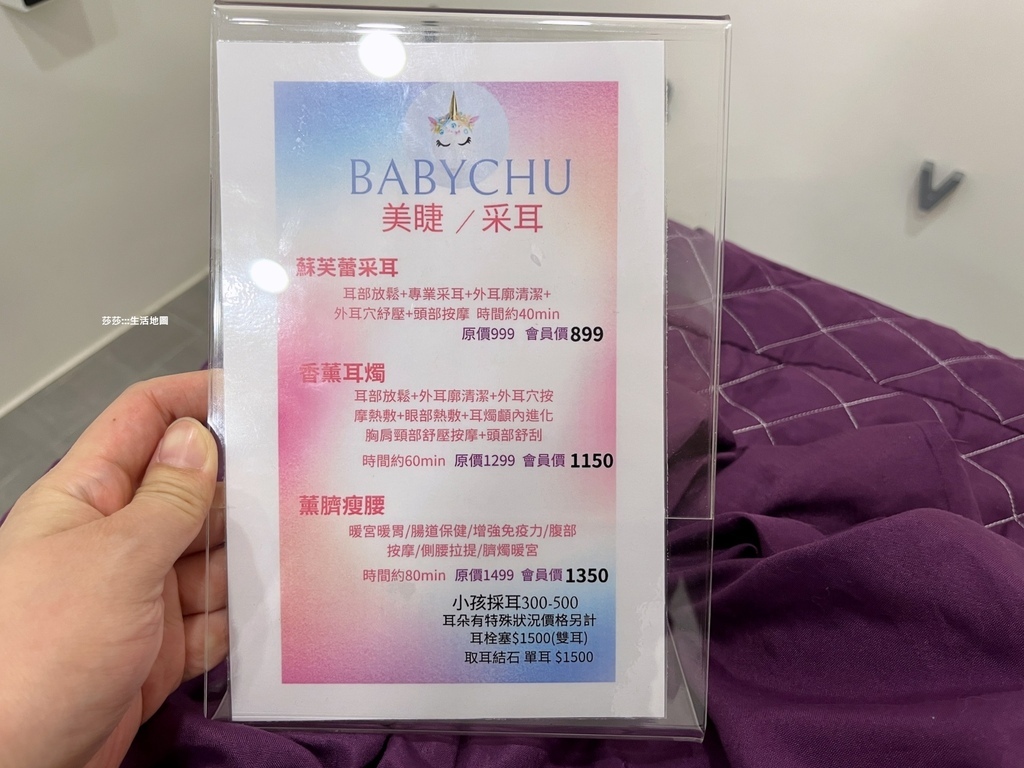 BABYCHU
美睫／采耳
蘇芙蕾采耳
耳部放鬆+專業采耳+外耳廓清潔+
外耳穴紓壓+頭部按摩 時間約40min
原價999 會員價899
香薰耳燭
耳部放鬆+外耳廓清潔+外耳穴按
摩熱敷+眼部熱敷+耳燭顱內進化
胸肩頸部舒壓按摩+頭部舒刮
時間約60min 原價1299 會員價1150
薰臍瘦腰
暖宮暖胃/腸道保健/增強免疫力/腹部
按摩/側腰拉提/臍燭暖宮
時間約80min 原價1499 會員價1350
小孩採耳300-500
耳朵有特殊狀況價格另計
耳栓塞$1500(雙耳)
取耳結石 單耳 $1500
莎莎:::生活地圖